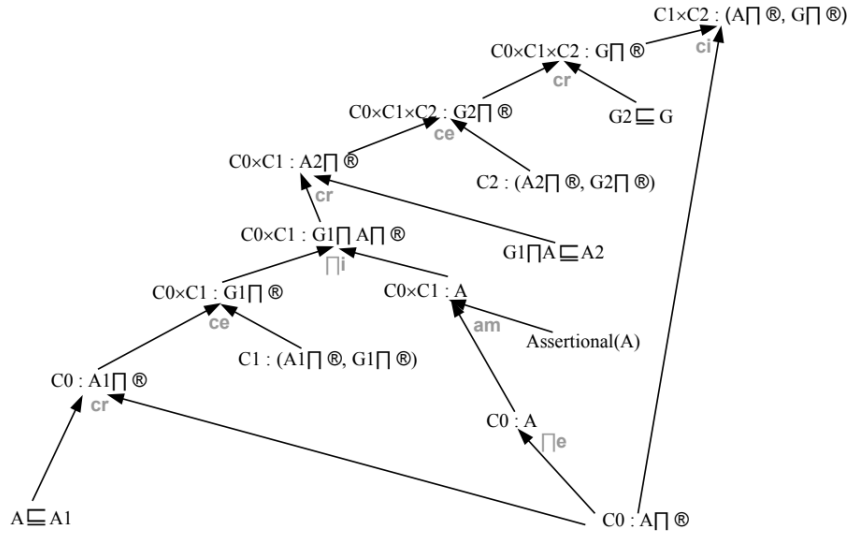 C1×C2 : (A∏ ®, G∏ ®)
ci
C0×C1×C2 : G∏ ®
cr
C0×C1×C2 : G2∏ ®
G2 ⊑ G
ce
C0×C1 : A2∏ ®
cr
C2 : (A2∏ ®, G2∏ ®)
C0×C1 : G1∏ A∏ ®
∏i
G1∏A ⊑ A2
C0×C1 : G1∏ ®
ce
C0×C1 : A
am
C1 : (A1∏ ®, G1∏ ®)
Assertional(A)
C0 : A1∏ ®
cr
C0 : A
∏e
A ⊑ A1
C0 : A∏ ®